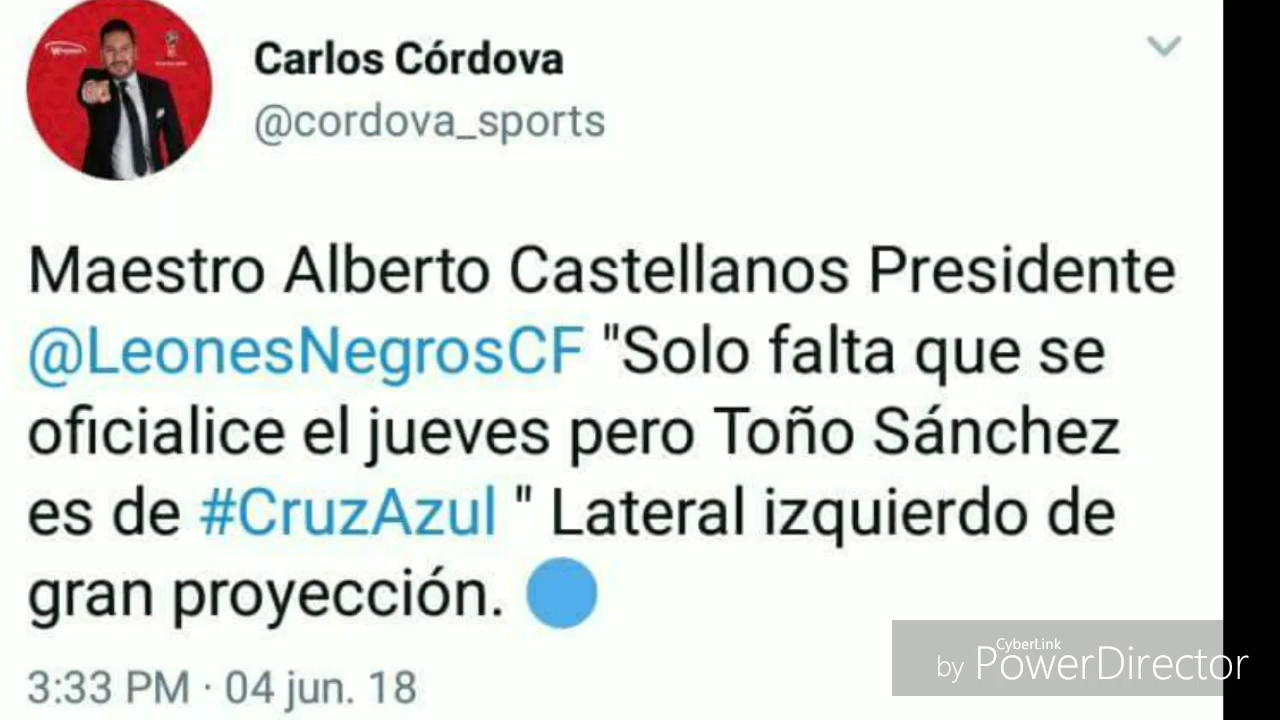 Carlos Córdova
@cordova_sports
Maestro Alberto Castellanos Presidente
@LeonesNegrosCF "Solo falta que se
oficialice el jueves pero Toño Sánchez
es de #CruzAzul " Lateral izquierdo de
gran proyección.
3:33 PM · 04 jun. 18
CyberLink
by PowerDirector